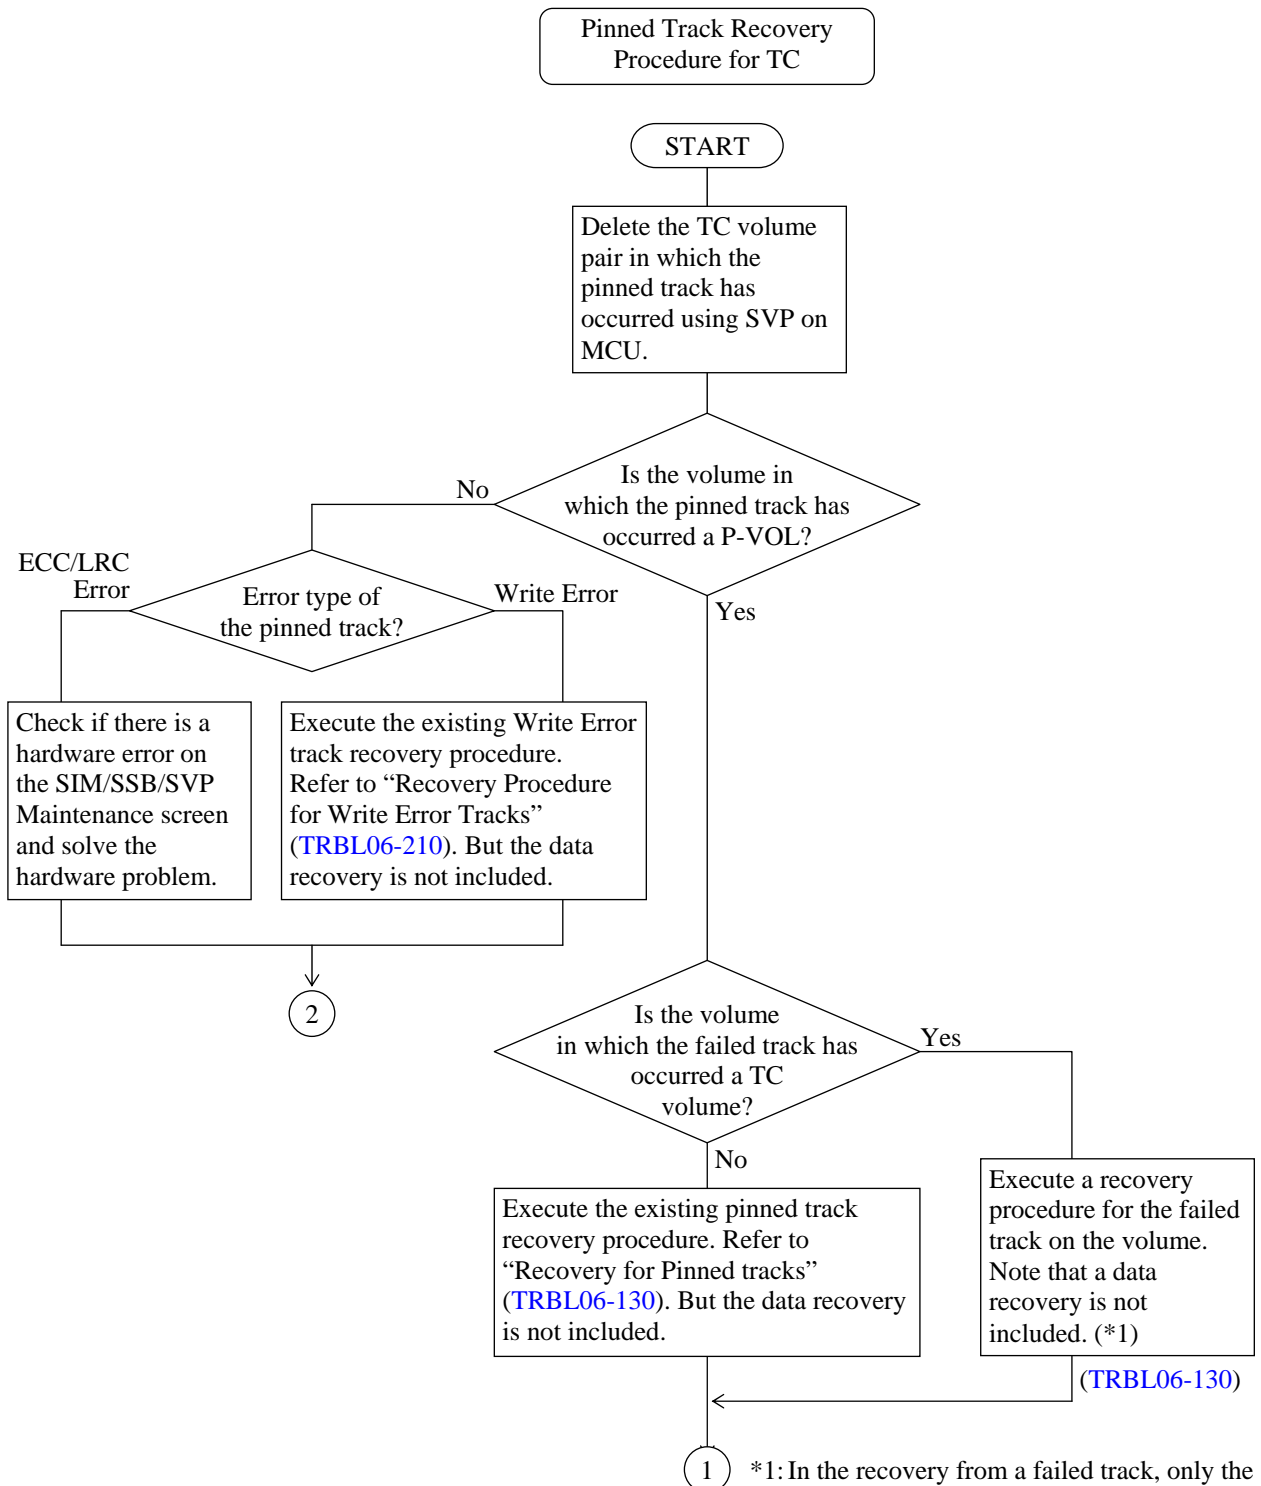 Pinned Track Recovery
Procedure for TC
START
Delete the TC volume
pair in which the
pinned track has
occurred using SVP on
MCU.
Is the volume in
which the pinned track has
occurred a P-VOL?
No
Yes
ECC/LRC
Error
Error type of
the pinned track?
Write Error
Check if there is a
hardware error on
the SIM/SSB/SVP
Maintenance screen
and solve the
hardware problem.
Execute the existing Write Error
track recovery procedure.
Refer to “Recovery Procedure
for Write Error Tracks”
(TRBL06-210). But the data
recovery is not included.
2
Is the volume
in which the failed track has
occurred a TC
volume?
Yes
No
Execute the existing pinned track
recovery procedure. Refer to
“Recovery for Pinned tracks”
(TRBL06-130). But the data recovery
is not included.
Execute a recovery
procedure for the failed
track on the volume.
Note that a data
recovery is not
included. (*1)
(TRBL06-130)
1
*1: In the recovery from a failed track, only the